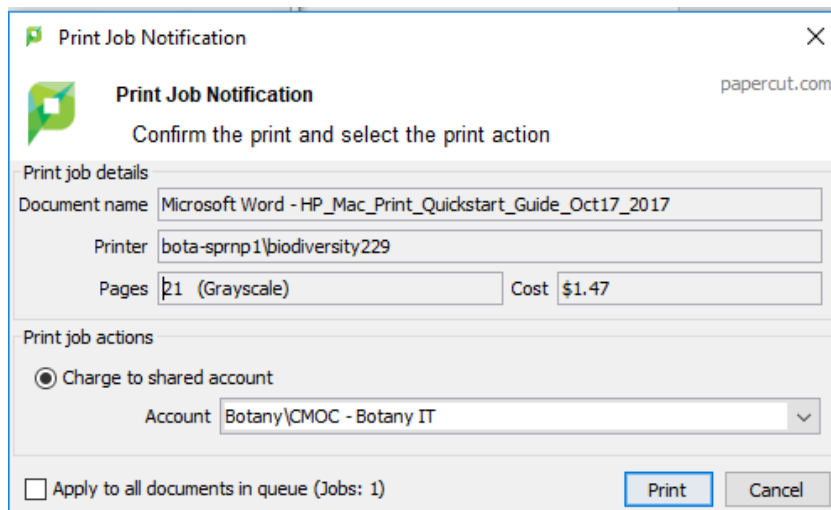 Print Job Notification
papercut.com
Print Job Notification
Confirm the print and select the print action
Print job details
Document name Microsoft Word - HP_Mac_Print_Quickstart_Guide_Oct17_2017
Printer bota-sprnp1\biodiversity229
Pages 21 (Grayscale) Cost $1.47
Print job actions
Charge to shared account
Account Botany\CMOC - Botany IT
Apply to all documents in queue (Jobs: 1) Print Cancel